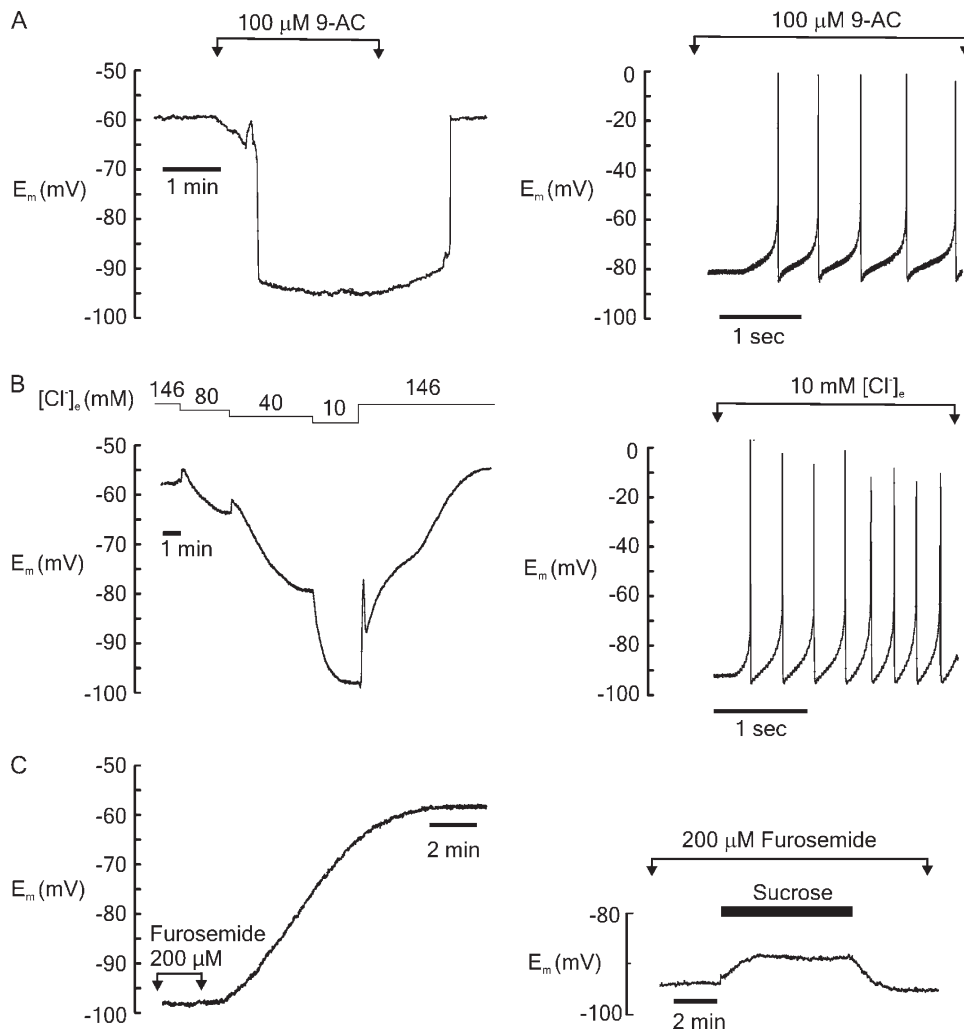 A
100 μM 9-AC
-50
-60
-70
-80
-90
-100
Em (mV)
1 min
100 μM 9-AC
0
-20
-40
-60
-80
-100
Em (mV)
1 sec
B
[Cl-]e (mM)
146
80
40
10
146
-50
-60
-70
-80
-90
-100
Em (mV)
1 min
10 mM [Cl-]e
0
-20
-40
-60
-80
-100
Em (mV)
1 sec
C
-50
-60
-70
-80
-90
-100
Em (mV)
2 min
Furosemide
200 μM
200 μM Furosemide
Sucrose
-80
-100
Em (mV)
2 min